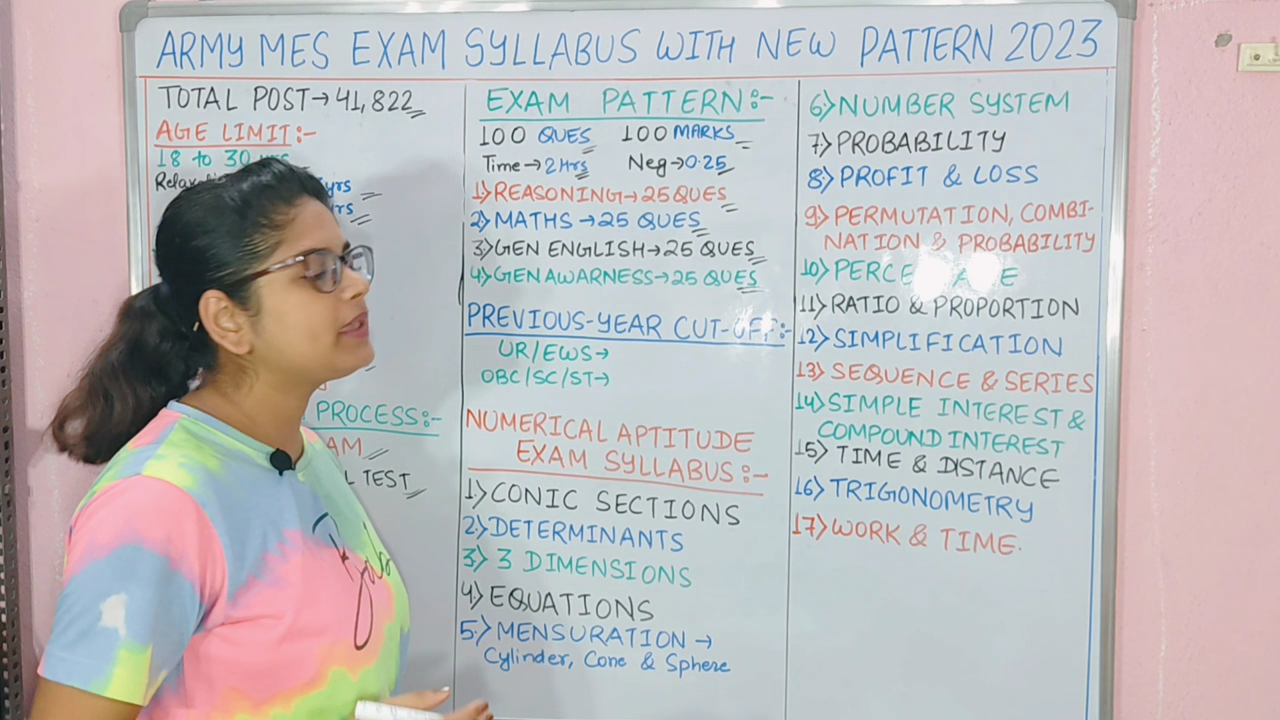 ARMY MES EXAM SYLLABUS WITH NEW PATTERN 2023
TOTAL POST→41,822
AGE LIMIT:-
18 to 30 yrs
yrs
yrs
PROCESS:-
TEST
EXAM PATTERN:-
100 QUES 100 MARKS
Time→2Hrs Neg→0.25
1) REASONING→25 QUES
2) MATHS→25 QUES
3) GEN ENGLISH→25 QUES
4) GEN AWARNESS→25 QUES
PREVIOUS-YEAR CUT-OFF:-
UR/EWS→
OBC/SC/ST→
NUMERICAL APTITUDE
EXAM SYLLABUS:-
1) CONIC SECTIONS
2) DETERMINANTS
3) 3 DIMENSIONS
4) EQUATIONS
5) MENSURATION→
Cylinder, Cone & Sphere
6) NUMBER SYSTEM
7) PROBABILITY
8) PROFIT & LOSS
9) PERMUTATION, COMBI-
NATION & PROBABILITY
10)
11) RATIO & PROPORTION
12) SIMPLIFICATION
13) SEQUENCE & SERIES
14) SIMPLE INTEREST &
COMPOUND INTEREST
15) TIME & DISTANCE
16) TRIGONOMETRY
17) WORK & TIME.